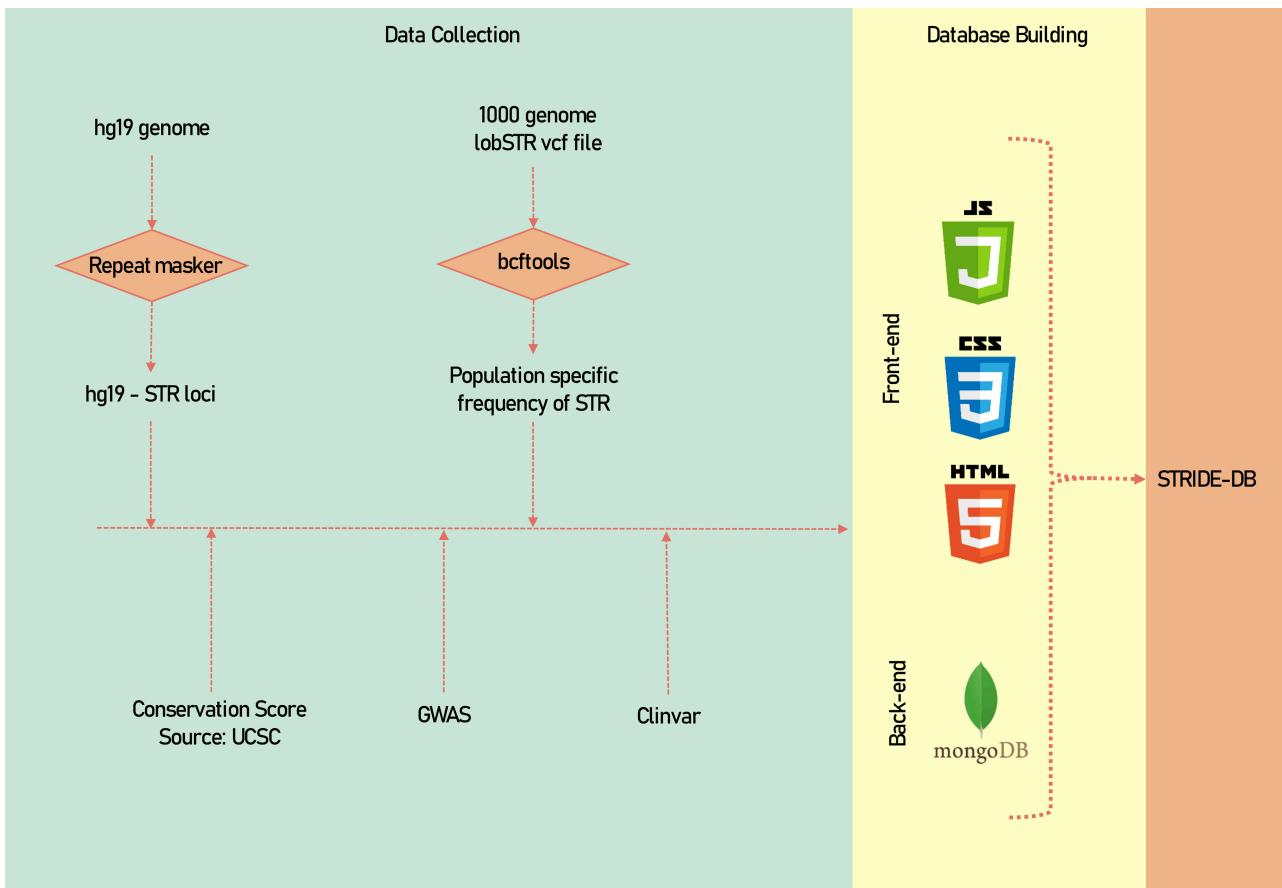 Data Collection
Database Building
hg19 genome
1000 genome
lobSTR vcf file
Repeat masker
bcftools
hg19 - STR loci
Population specific
frequency of STR
Conservation Score
Source: UCSC
GWAS
Clinvar
Front-end
JS
CSS
3
HTML
5
Back-end
mongoDB
STRIDE-DB